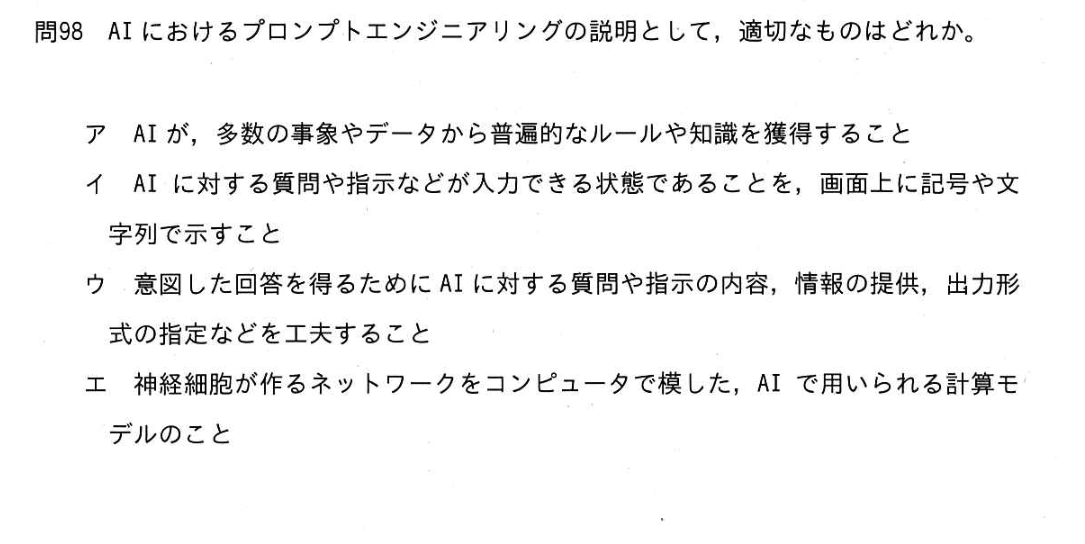 問98 AIにおけるプロンプトエンジニアリングの説明として，適切なものはどれか。
ア AIが，多数の事象やデータから普遍的なルールや知識を獲得すること
イ AIに対する質問や指示などが入力できる状態であることを，画面上に記号や文
字列で示すこと
ウ 意図した回答を得るためにAIに対する質問や指示の内容，情報の提供，出力形
式の指定などを工夫すること
エ 神経細胞が作るネットワークをコンピュータで模した，AIで用いられる計算モ
デルのこと